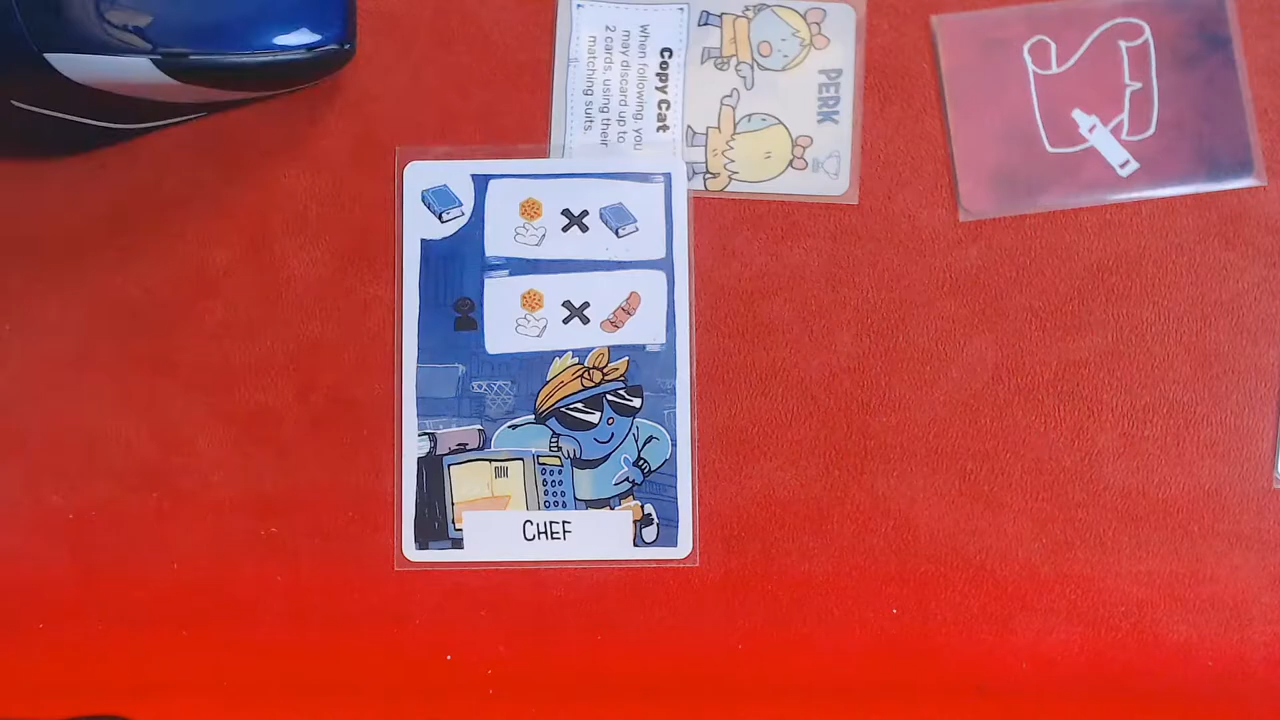 PERK
Copy Cat
When following, you
may discard up to
2 cards, using their
matching suits.
CHEF